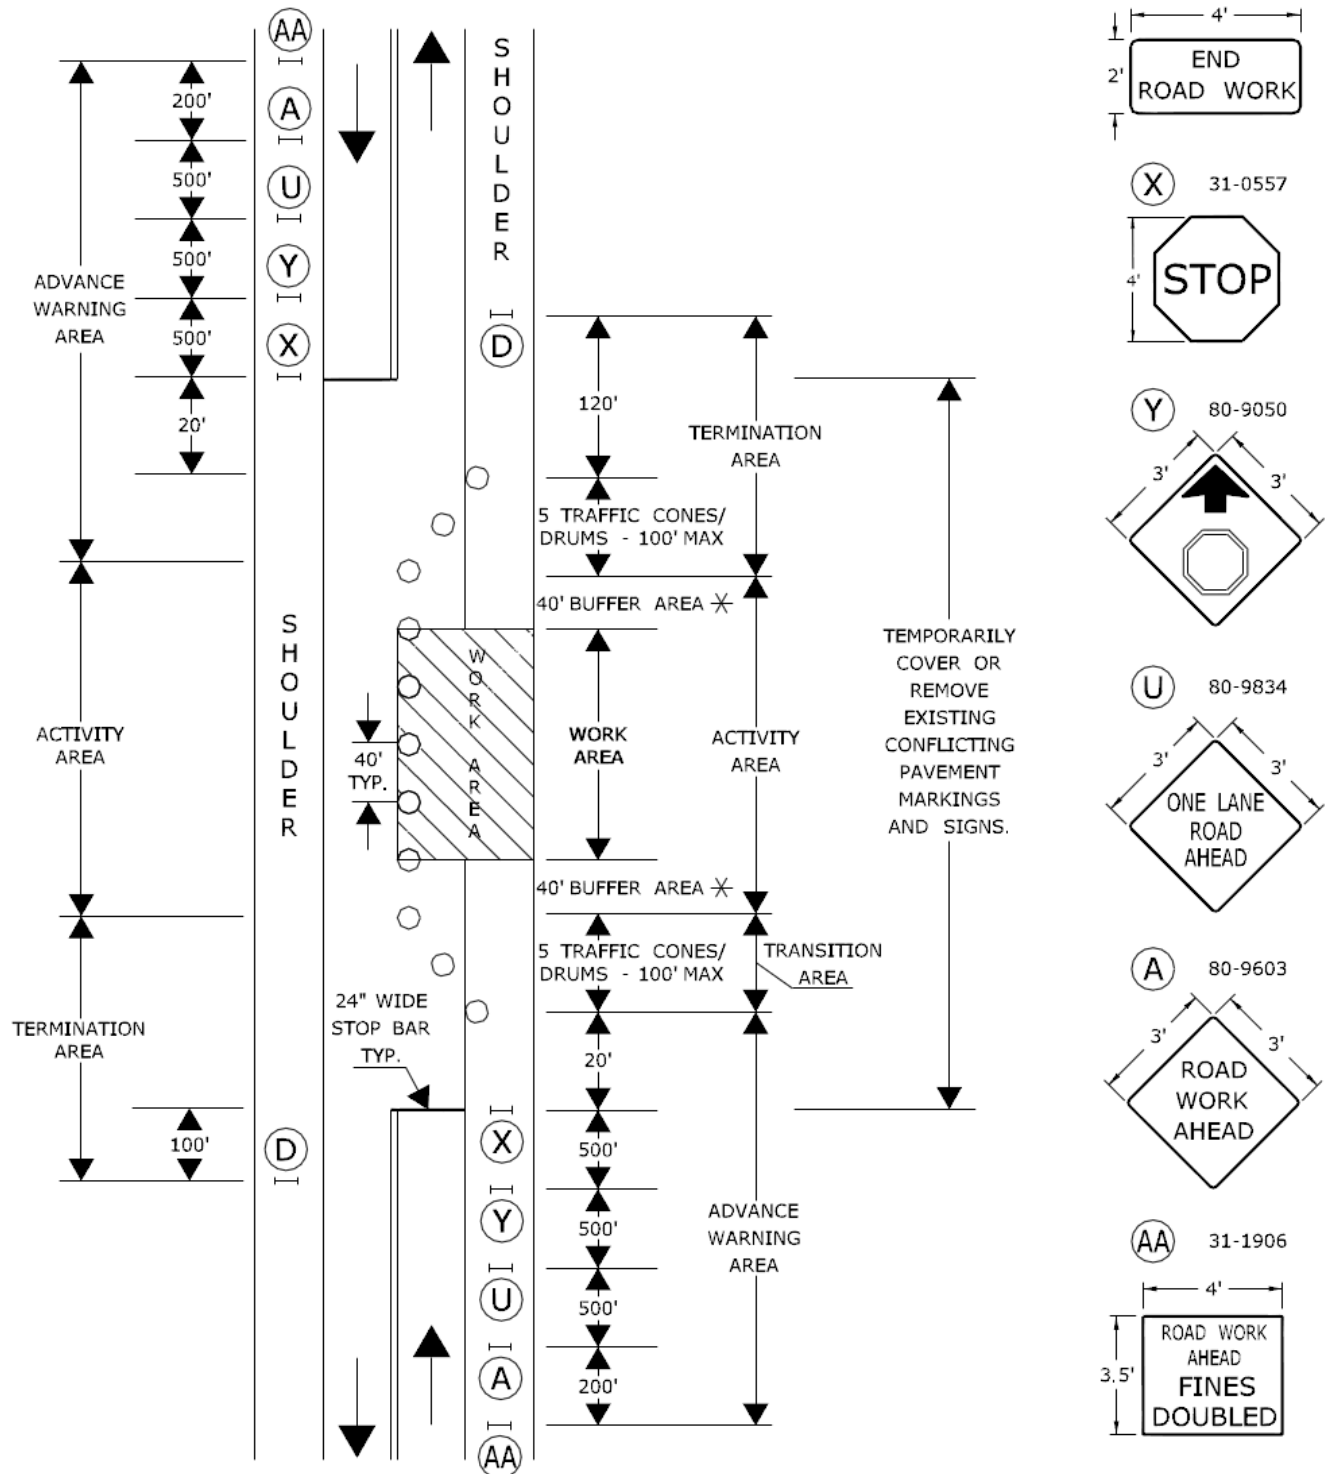 AA
200'
A
500'
U
500'
Y
500'
X
20'
ADVANCE
WARNING
AREA
SHOULDER
SHOULDER
ACTIVITY
AREA
TERMINATION
AREA
100'
D
40'
TYP.
24" WIDE
STOP BAR
TYP.
WORK AREA
D
120'
TERMINATION
AREA
5 TRAFFIC CONES/
DRUMS - 100' MAX
40' BUFFER AREA *
WORK
AREA
ACTIVITY
AREA
40' BUFFER AREA *
5 TRAFFIC CONES/
DRUMS - 100' MAX
TRANSITION
AREA
20'
X
500'
Y
500'
U
500'
A
200'
AA
ADVANCE
WARNING
AREA
TEMPORARILY
COVER OR
REMOVE
EXISTING
CONFLICTING
PAVEMENT
MARKINGS
AND SIGNS.
4'
2'
END
ROAD WORK
X 31-0557
4'
STOP
Y 80-9050
3' 3'
U 80-9834
3' 3'
ONE LANE
ROAD
AHEAD
A 80-9603
3' 3'
ROAD
WORK
AHEAD
AA 31-1906
4'
3.5'
ROAD WORK
AHEAD
FINES
DOUBLED